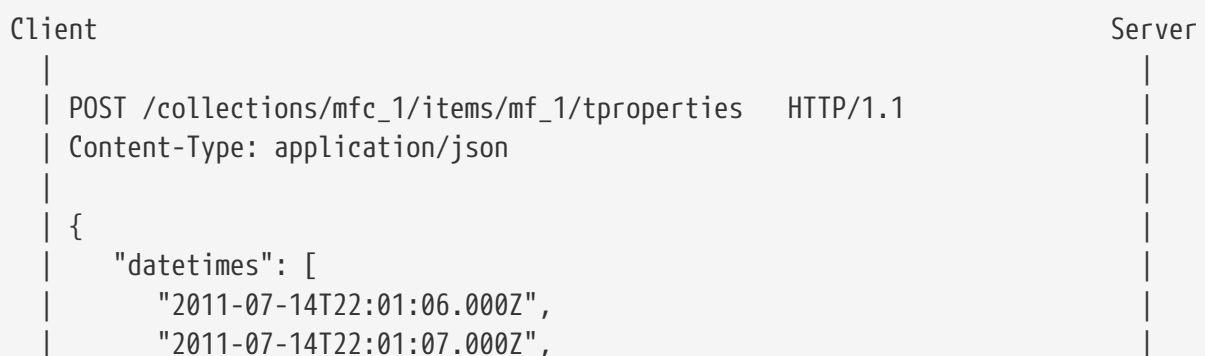 Client                                                                Server
  |                                                                      |
  | POST /collections/mfc_1/items/mf_1/tproperties   HTTP/1.1               |
  | Content-Type: application/json                                       |
  |                                                                      |
  | {                                                                    |
  |    "datetimes": [                                                    |
  |       "2011-07-14T22:01:06.000Z",                                    |
  |       "2011-07-14T22:01:07.000Z",                                    |